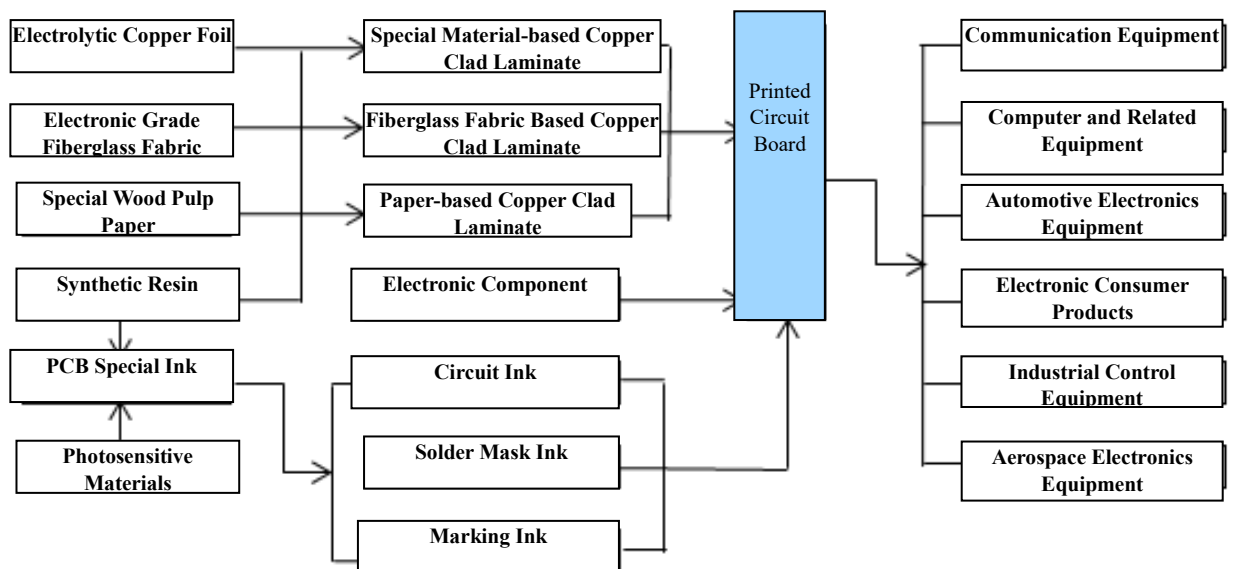 Electrolytic Copper Foil
Electronic Grade
Fiberglass Fabric
Special Wood Pulp
Paper
Synthetic Resin
PCB Special Ink
Photosensitive
Materials
Special Material-based Copper
Clad Laminate
Fiberglass Fabric Based Copper
Clad Laminate
Paper-based Copper Clad
Laminate
Electronic Component
Circuit Ink
Solder Mask Ink
Marking Ink
Printed
Circuit
Board
Communication Equipment
Computer and Related
Equipment
Automotive Electronics
Equipment
Electronic Consumer
Products
Industrial Control
Equipment
Aerospace Electronics
Equipment